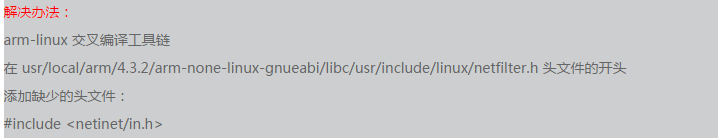 解决办法：
arm-linux 交叉编译工具链
在 usr/local/arm/4.3.2/arm-none-linux-gnueabi/libc/usr/include/linux/netfilter.h 头文件的开头
添加缺少的头文件：
#include <netinet/in.h>